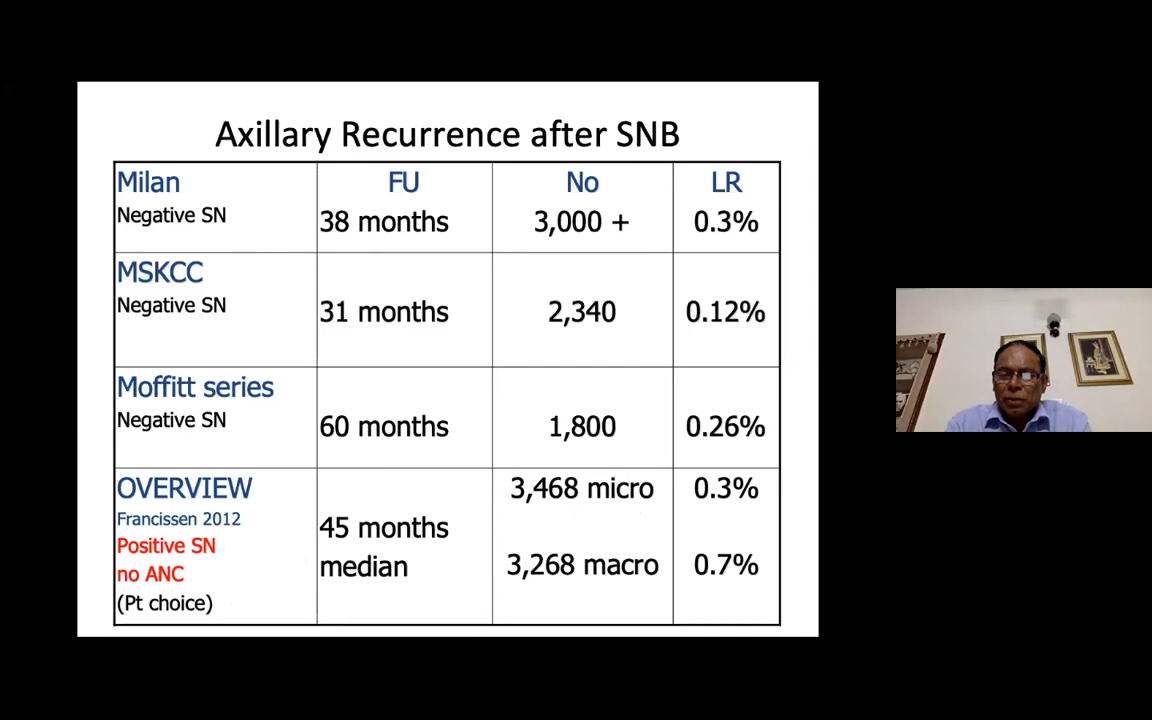 Axillary Recurrence after SNB
Milan FU No LR
Negative SN 38 months 3,000 + 0.3%
MSKCC
Negative SN 31 months 2,340 0.12%
Moffitt series
Negative SN 60 months 1,800 0.26%
OVERVIEW 3,468 micro 0.3%
Francissen 2012 45 months
Positive SN
no ANC median 3,268 macro 0.7%
(Pt choice)